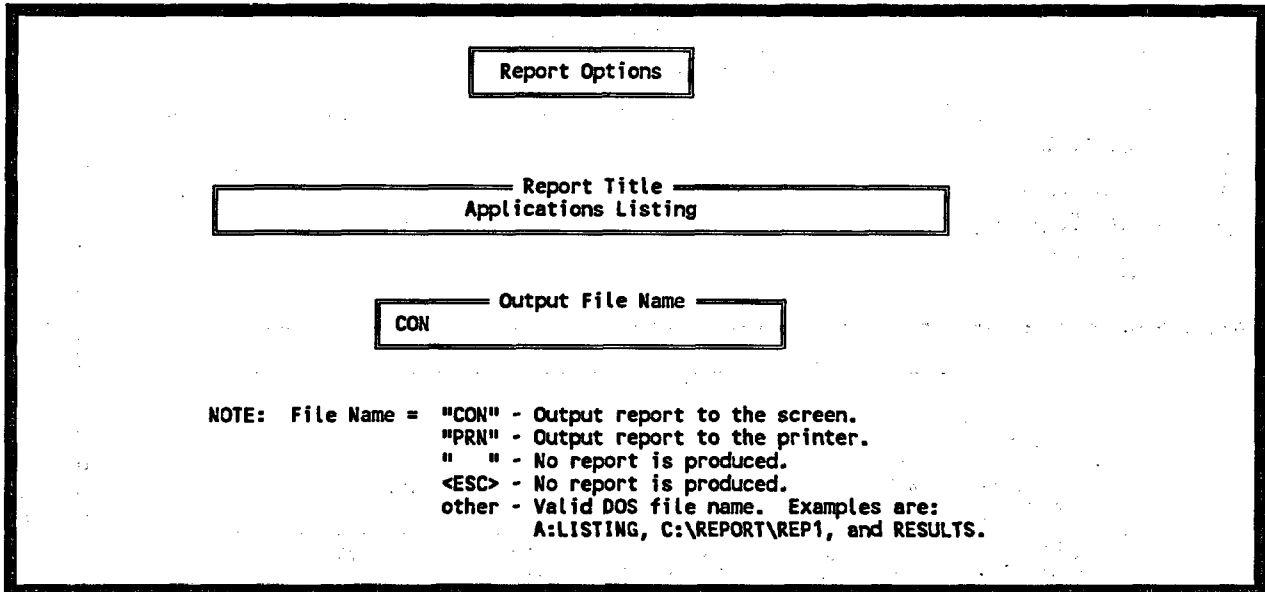 Report Options
Report Title
Applications Listing
Output File Name
CON
NOTE: File Name = "CON" - Output report to the screen.
"PRN" - Output report to the printer.
" " - No report is produced.
<ESC> - No report is produced.
other - Valid DOS file name. Examples are:
A:LISTING, C:\REPORT\REP1, and RESULTS.